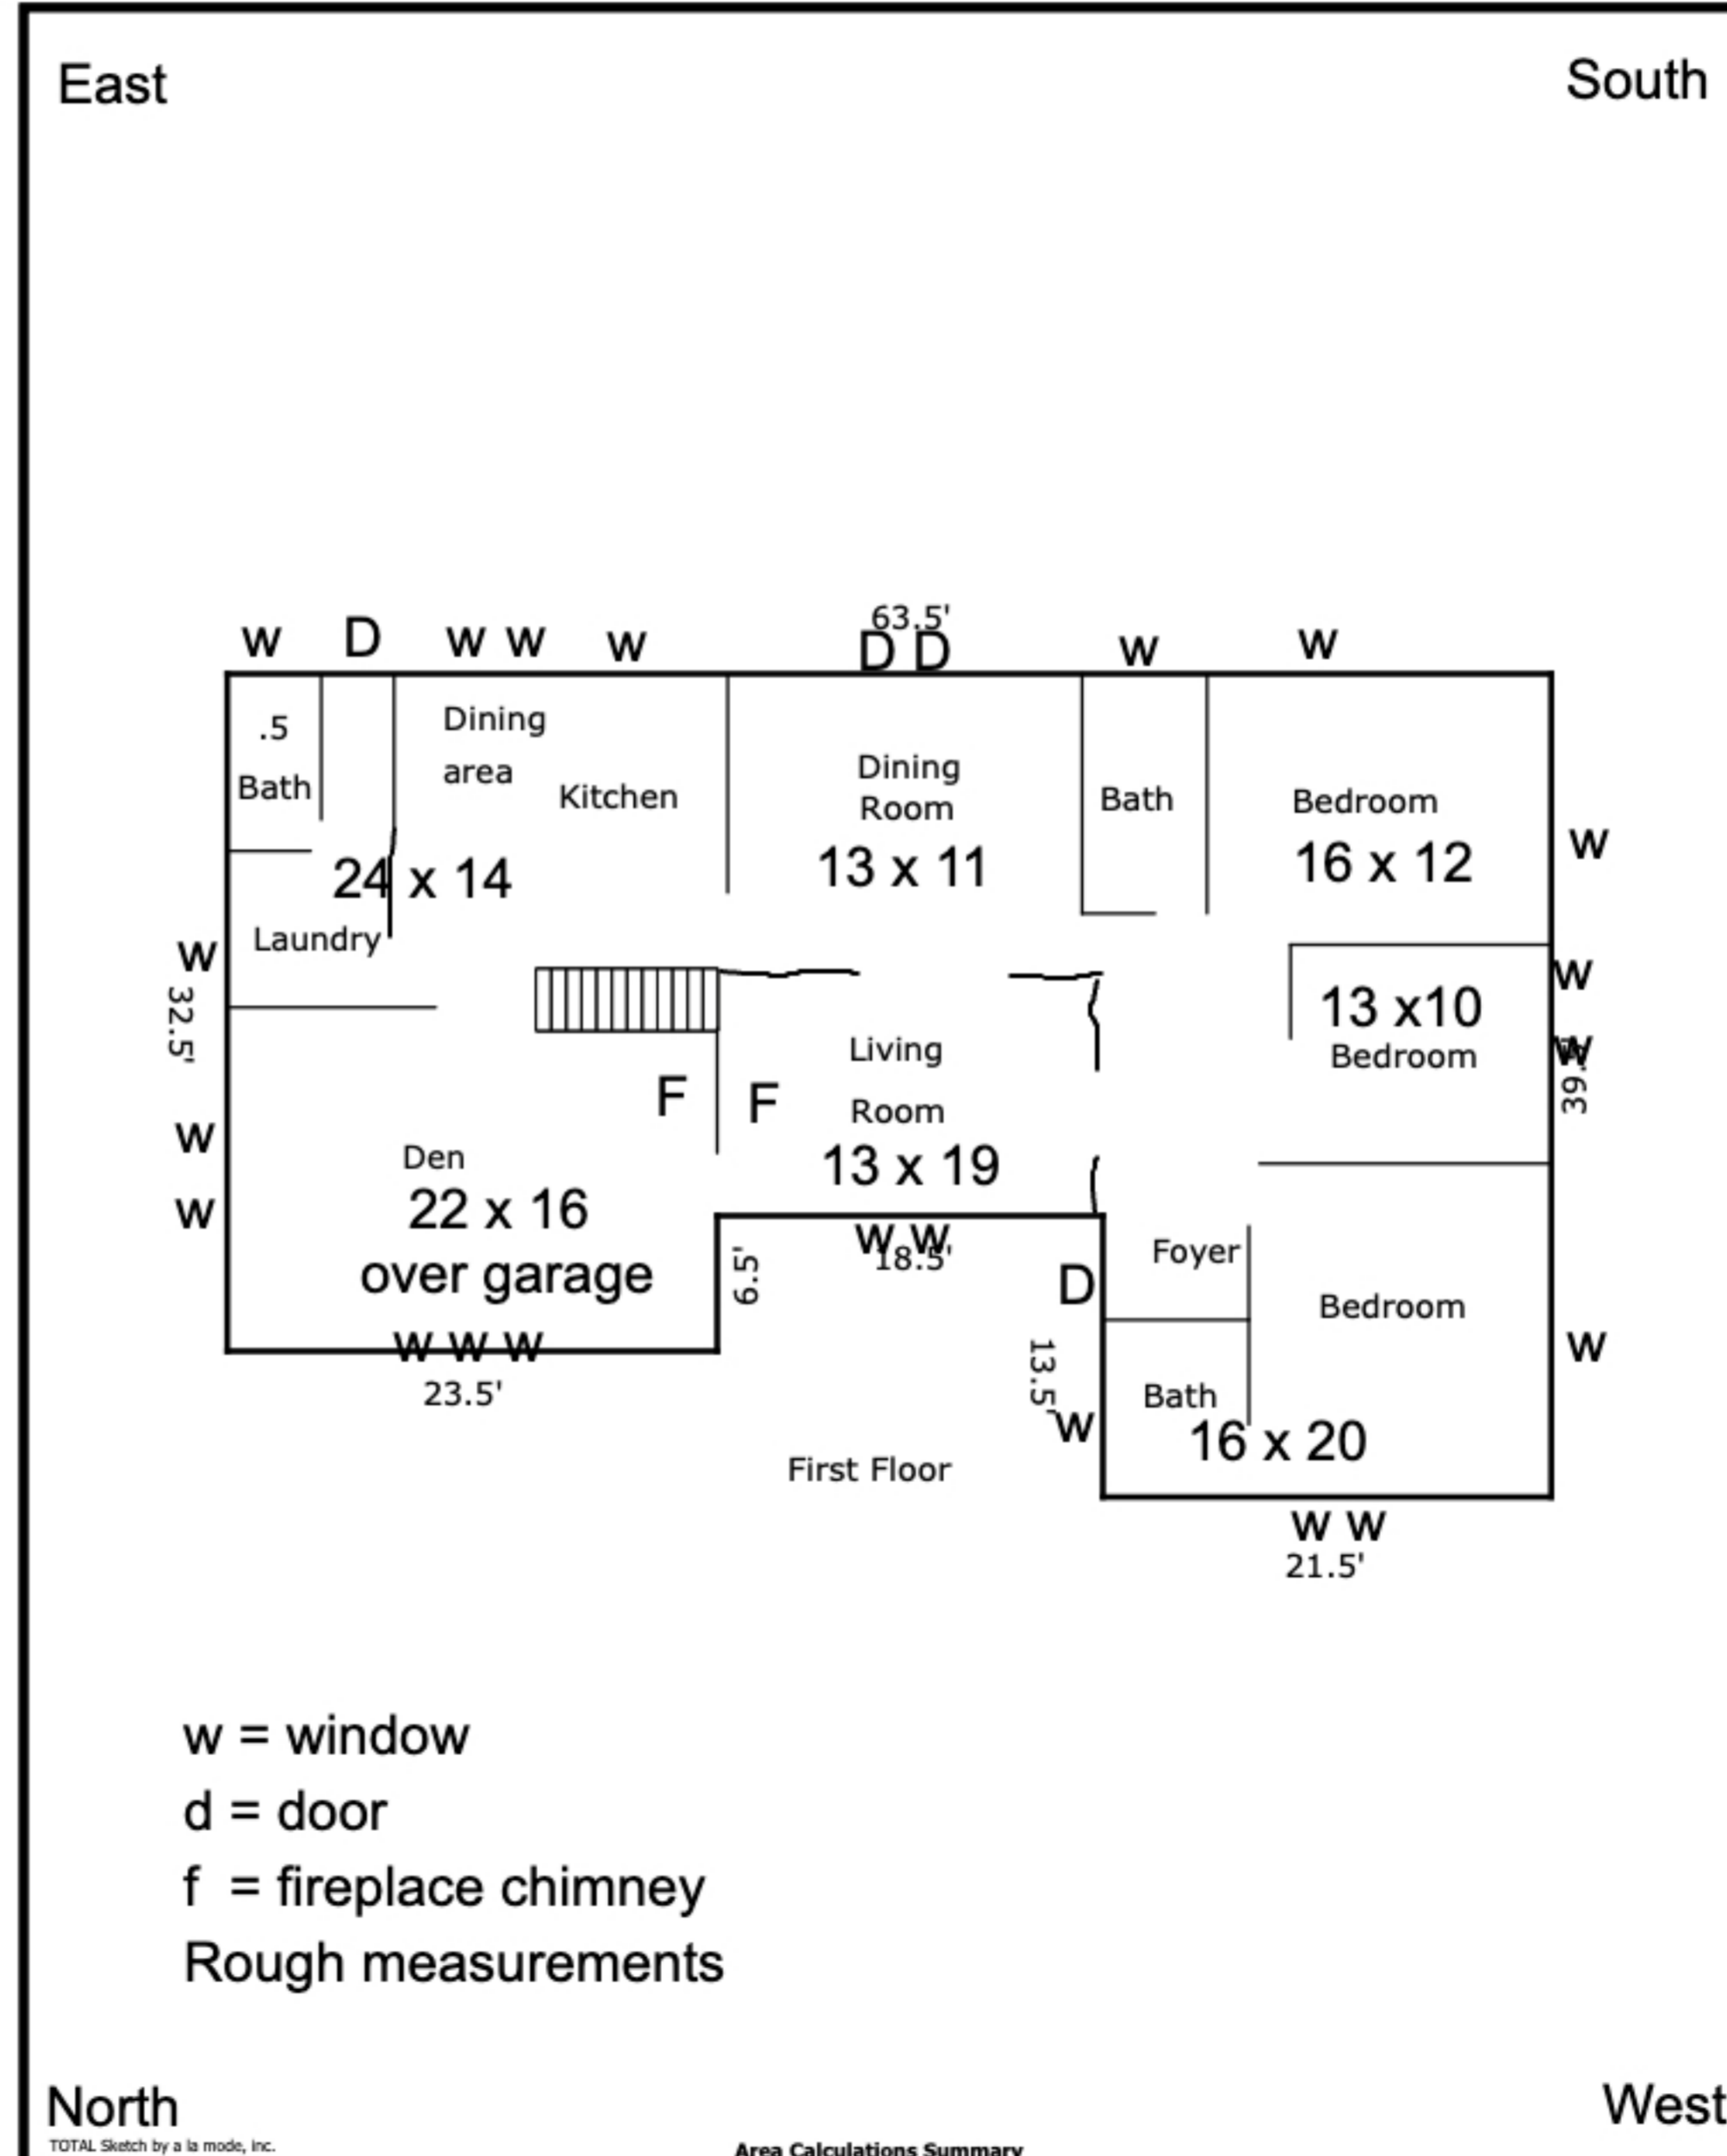 East
South
63.5'
w D w w w D D w w
.5
Bath
Dining
area
Kitchen
Dining
Room
13 x 11
Bath
Bedroom
16 x 12
w
24 x 14
Laundry
w
32.5'
w
13 x10
Bedroom
w
39.5'
Living
Room
13 x 19
F
F
Den
22 x 16
over garage
w
w
w w w
23.5'
6.5'
w w
18.5'
D
Foyer
Bedroom
w
13.5'
w
Bath
16 x 20
First Floor
w w
21.5'
w = window
d = door
f = fireplace chimney
Rough measurements
North
West
TOTAL Sketch by a la mode, inc.
Area Calculations Summary